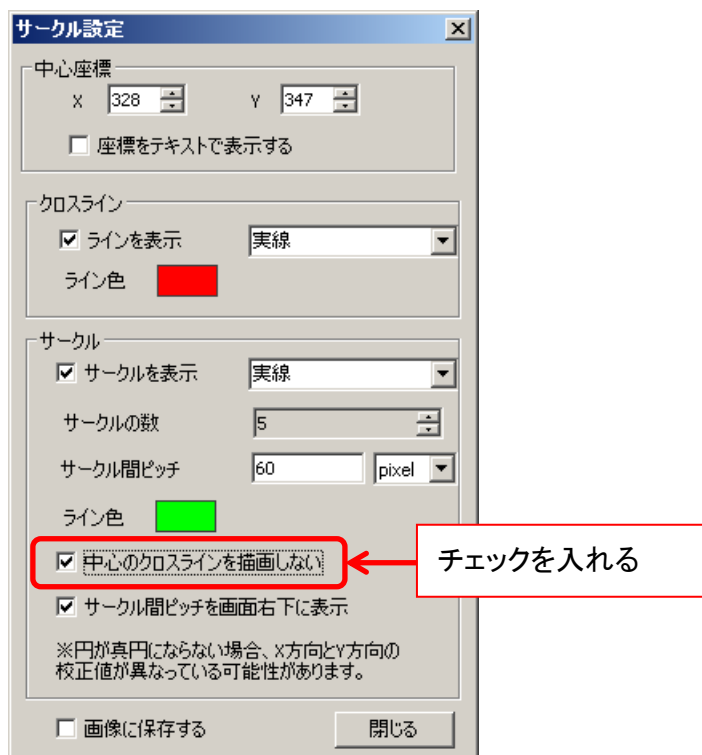 サークル設定
中心座標
X 328 Y 347
座標をテキストで表示する
クロスライン
ラインを表示 実線
ライン色
サークル
サークルを表示 実線
サークルの数 5
サークル間ピッチ 60 pixel
ライン色
中心のクロスラインを描画しない
チェックを入れる
サークル間ピッチを画面右下に表示
※円が真円にならない場合、X方向とY方向の
校正値が異なっている可能性があります。
画像に保存する 閉じる